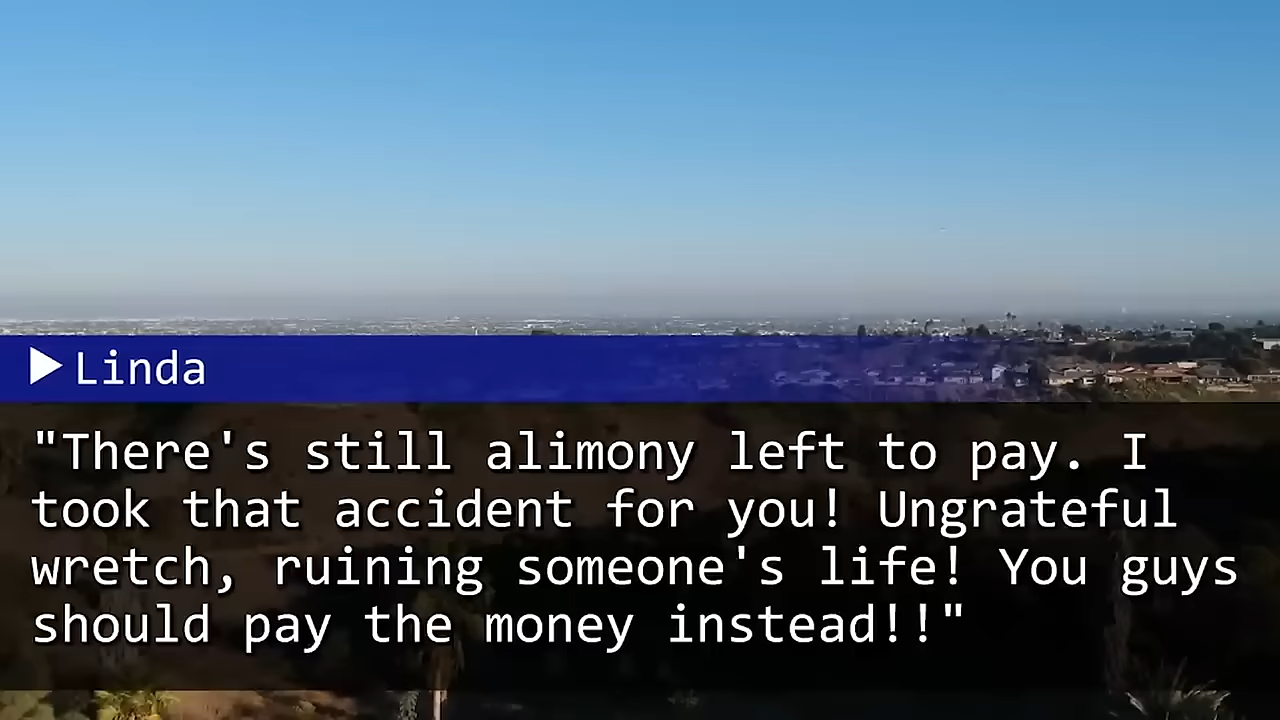 ▶Linda
"There's still alimony left to pay. I
took that accident for you! Ungrateful
wretch, ruining someone's life! You guys
should pay the money instead!!"